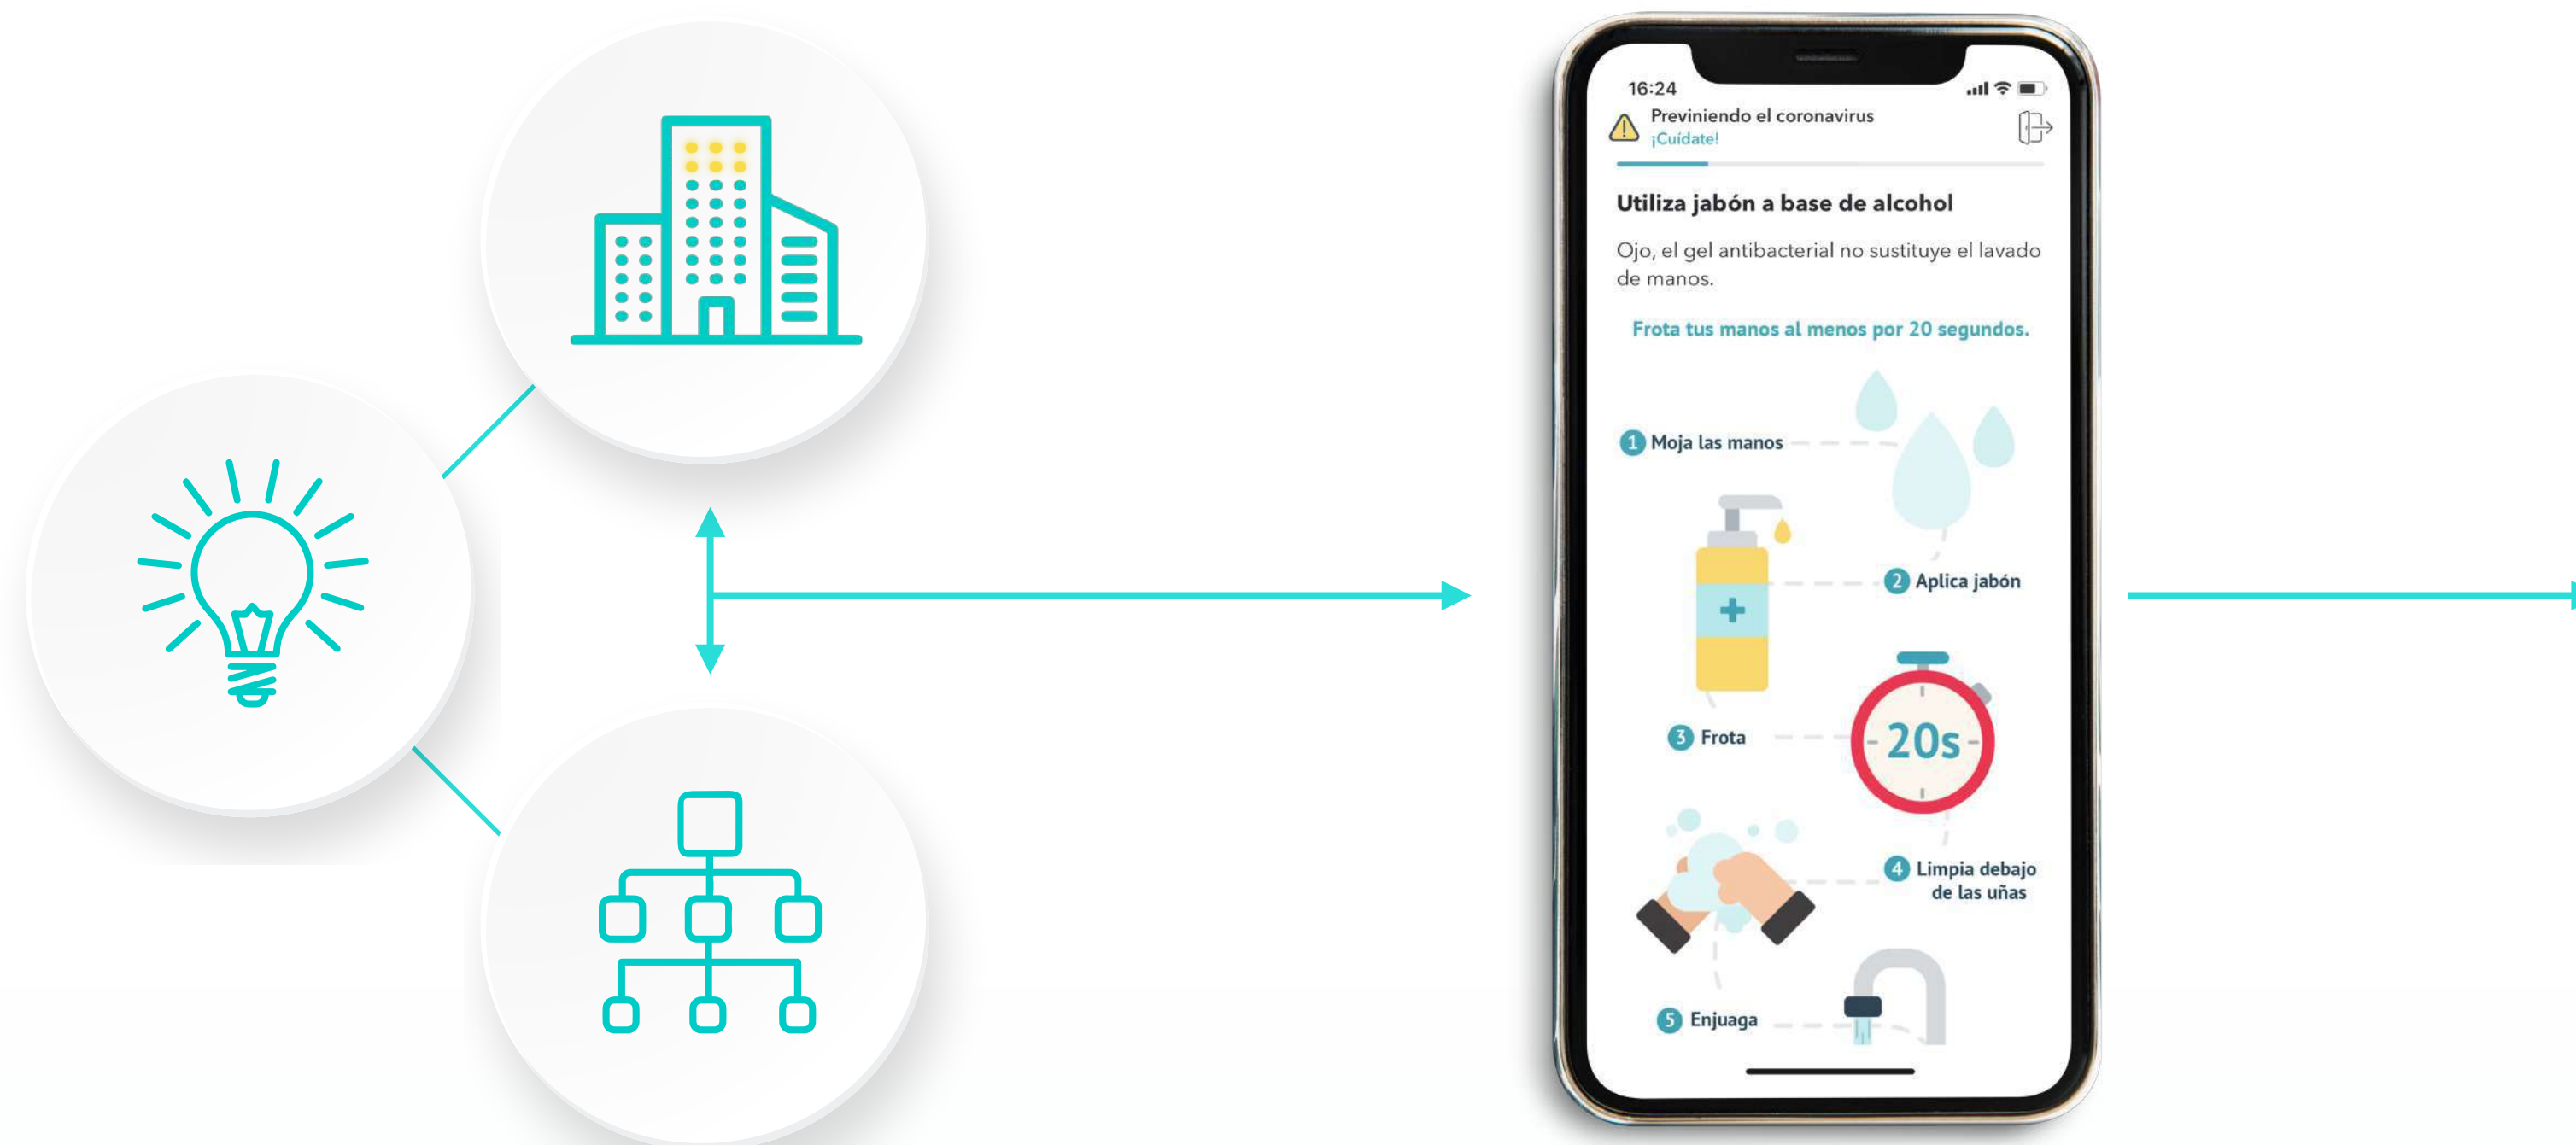 16:24
Previniendo el coronavirus
¡Cuídate!
Utiliza jabón a base de alcohol
Ojo, el gel antibacterial no sustituye el lavado
de manos.
Frota tus manos al menos por 20 segundos.
1 Moja las manos
2 Aplica jabón
3 Frota
20s
4 Limpia debajo
de las uñas
5 Enjuaga